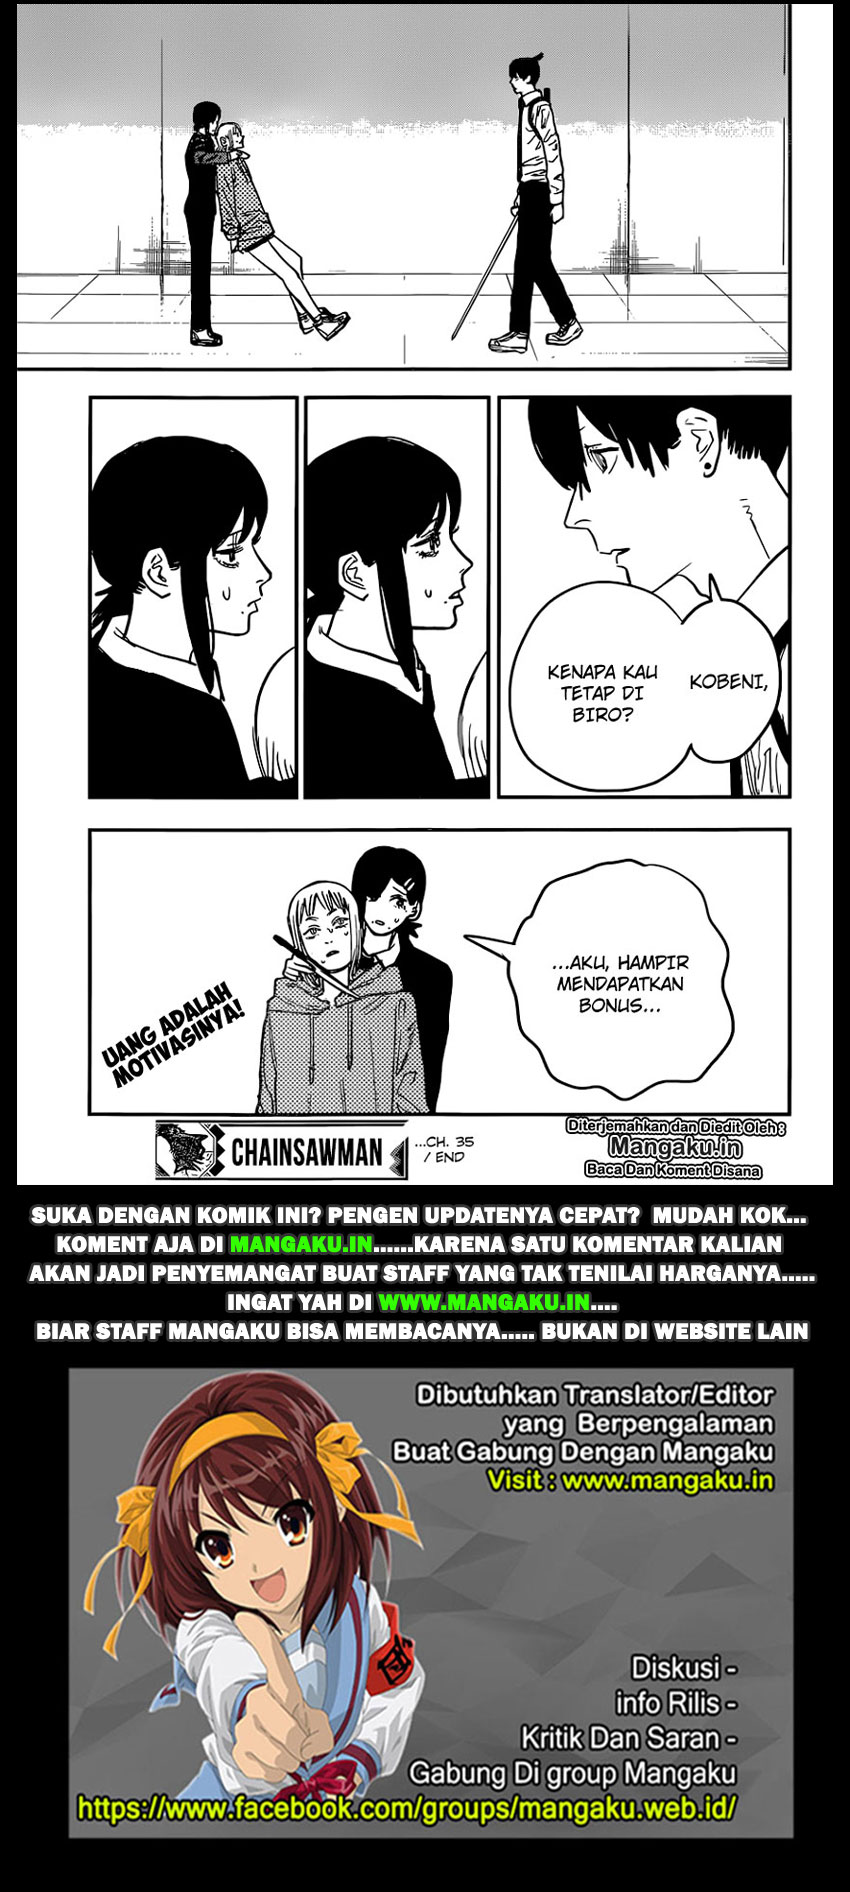 KOBENI,
KENAPA KAU
TETAP DI
BIRO?
...AKU, HAMPIR
MENDAPATKAN
BONUS...
UANG ADALAH
MOTIVASINYA!
CHAINSAWMAN
...CH. 35
/ END
Diterjemahkan dan Diedit Oleh :
Mangaku.in
Baca Dan Koment Disana
SUKA DENGAN KOMIK INI? PENGEN UPDATENYA CEPAT? MUDAH KOK...
KOMENT AJA DI MANGAKU.IN......KARENA SATU KOMENTAR KALIAN
AKAN JADI PENYEMANGAT BUAT STAFF YANG TAK TENILAI HARGANYA.....
INGAT YAH DI WWW.MANGAKU.IN....
BIAR STAFF MANGAKU BISA MEMBACANYA..... BUKAN DI WEBSITE LAIN
Dibutuhkan Translator/Editor
yang Berpengalaman
Buat Gabung Dengan Mangaku
Visit : www.mangaku.in
Diskusi -
info Rilis -
Kritik Dan Saran -
Gabung Di group Mangaku
https://www.facebook.com/groups/mangaku.web.id/